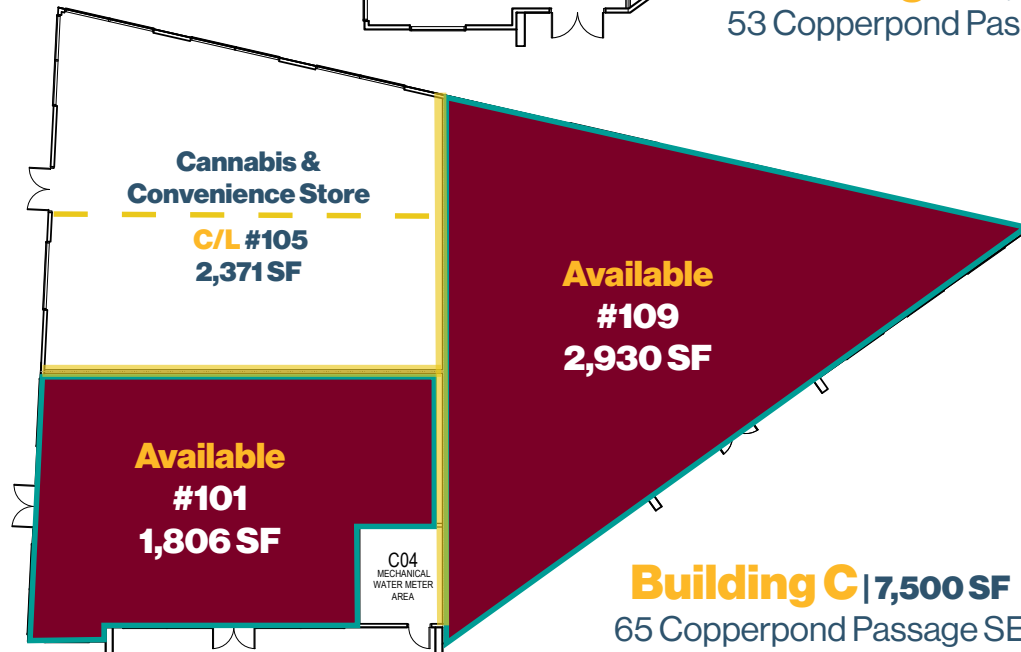 53 Copperpond Pas
Cannabis &
Convenience Store
C/L #105
2,371 SF
Available
#109
2,930 SF
Available
#101
1,806 SF
C04
MECHANICAL
WATER METER
AREA
Building C | 7,500 SF
65 Copperpond Passage SE